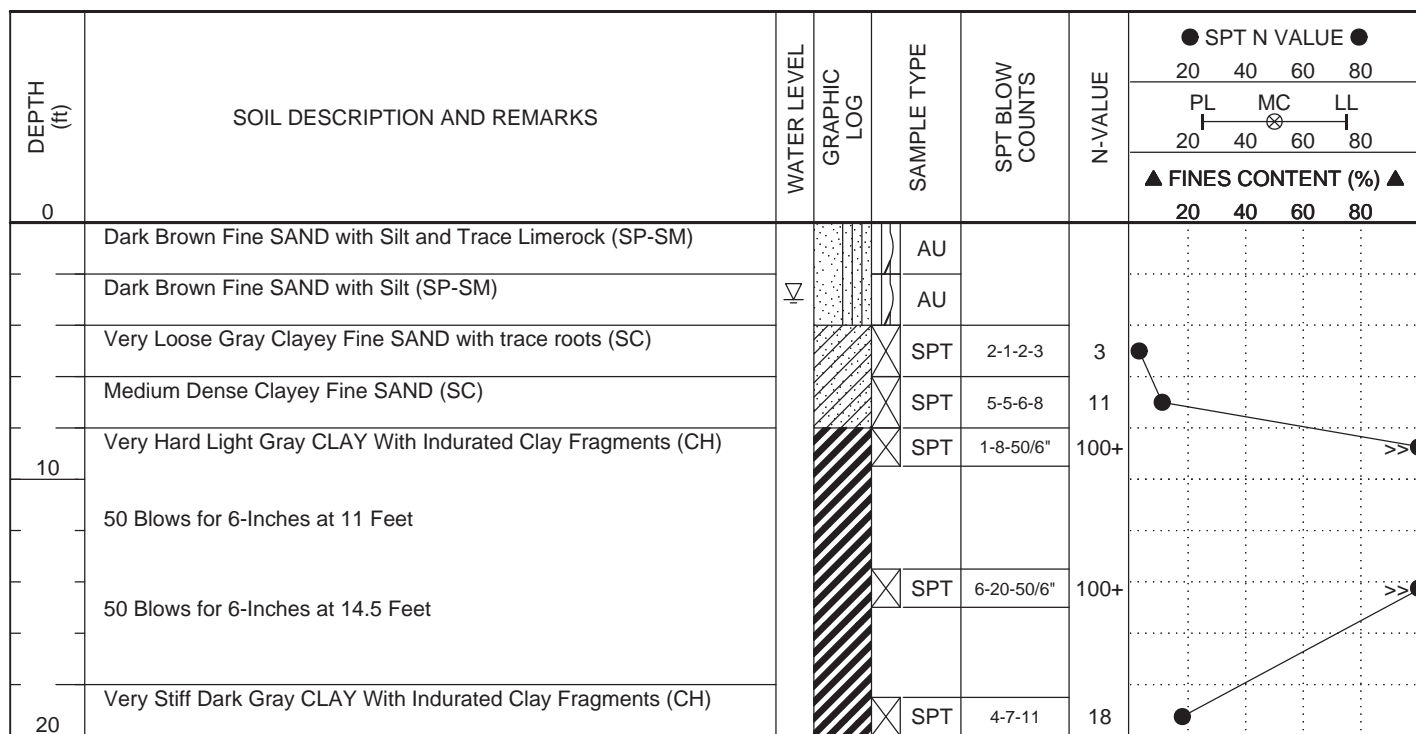 DEPTH
(ft)
SOIL DESCRIPTION AND REMARKS
WATER LEVEL
GRAPHIC
LOG
SAMPLE TYPE
SPT BLOW
COUNTS
N-VALUE
SPT N VALUE
20 40 60 80
PL MC LL
20 40 60 80
FINES CONTENT (%)
20 40 60 80
0
Dark Brown Fine SAND with Silt and Trace Limerock (SP-SM)
AU
Dark Brown Fine SAND with Silt (SP-SM)
AU
Very Loose Gray Clayey Fine SAND with trace roots (SC)
SPT 2-1-2-3 3
Medium Dense Clayey Fine SAND (SC)
SPT 5-5-6-8 11
Very Hard Light Gray CLAY With Indurated Clay Fragments (CH)
SPT 1-8-50/6" 100+ >>
10
50 Blows for 6-Inches at 11 Feet
SPT 6-20-50/6" 100+ >>
50 Blows for 6-Inches at 14.5 Feet
Very Stiff Dark Gray CLAY With Indurated Clay Fragments (CH)
SPT 4-7-11 18
20